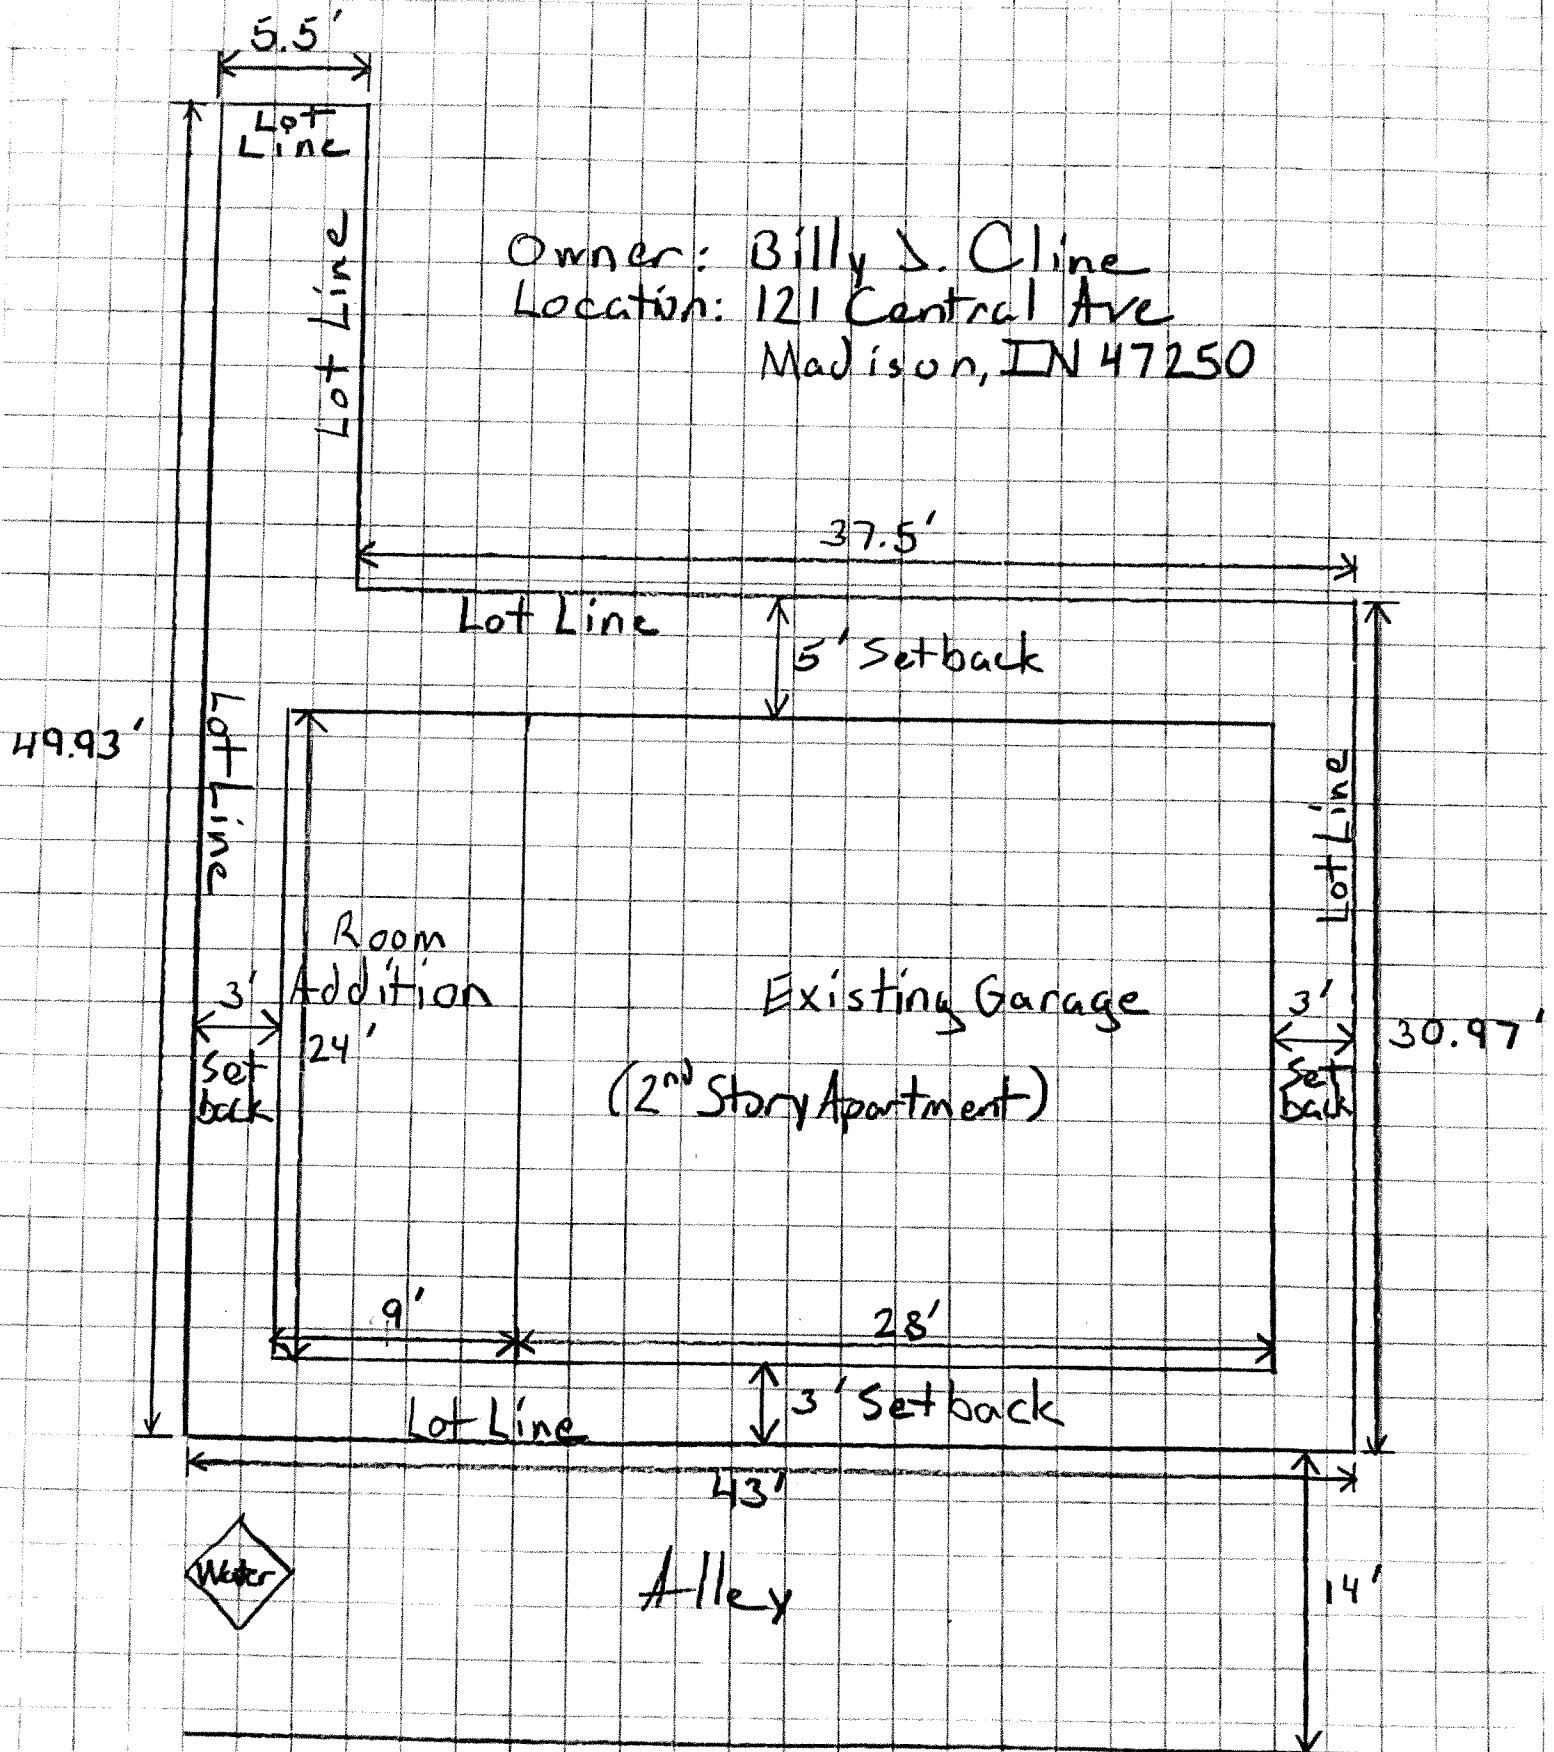 5.5'
Lot
Line
Lot Line
Owner: Billy J. Cline
Location: 121 Central Ave
Madison, IN 47250
37.5'
Lot Line
5' Setback
49.93'
Lot Line
Lot Line
Room
Addition
24'
3'
Set
back
Existing Garage
(2nd Story Apartment)
3'
Set
back
30.97'
9'
28'
3' Setback
Lot Line
43'
Water
Alley
14'